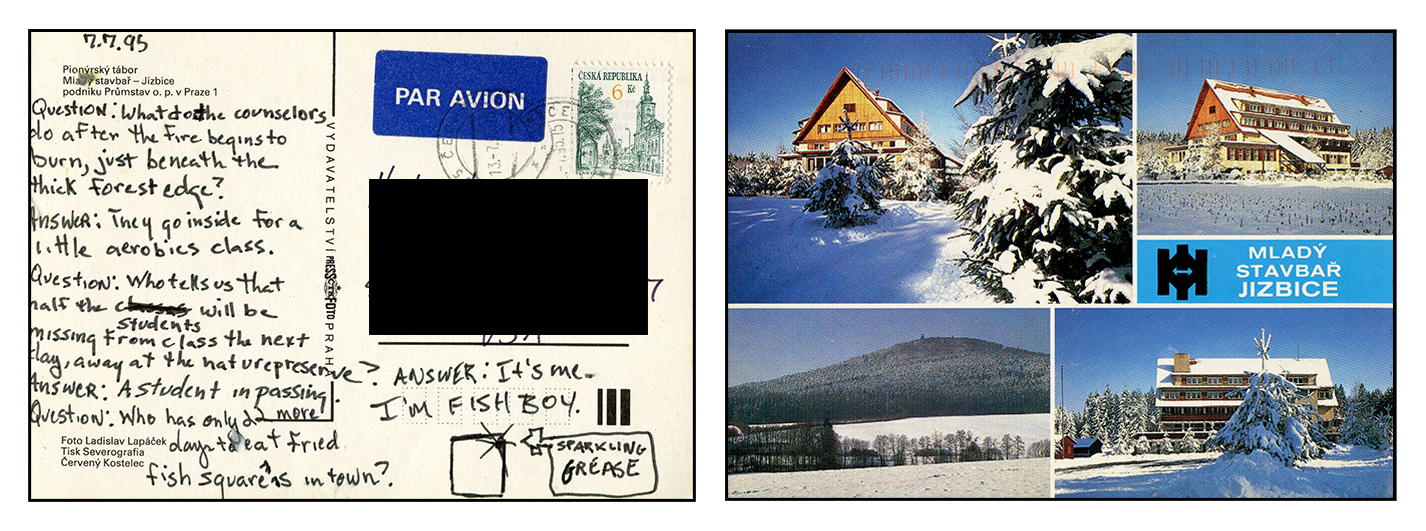 7.7.95
Pionýrský tábor
Mladý stavbař – Jizbice
podniku Průmstav o. p. v Praze 1
Question: What do the counselors
do after the fire begins to
burn, just beneath the
thick forest edge?
Answer: They go inside for a
little aerobics class.
Question: Who tells us that
half the students will be
missing from class the next
day, away at the nature preserve?
Answer: A student in passing.
Question: Who has only 2 more
days to eat fried
fish squares in town?
Foto Ladislav Lapáček
Tisk Severografia
Červený Kostelec
VYDAVATELSTVÍ PRESSFOTO PRAHA
PAR AVION
ČESKÁ REPUBLIKA
6 Kč
USA
ANSWER: It's me.
I'M FISH BOY.
SPARKLING
GREASE
MLADÝ
STAVBAŘ
JIZBICE